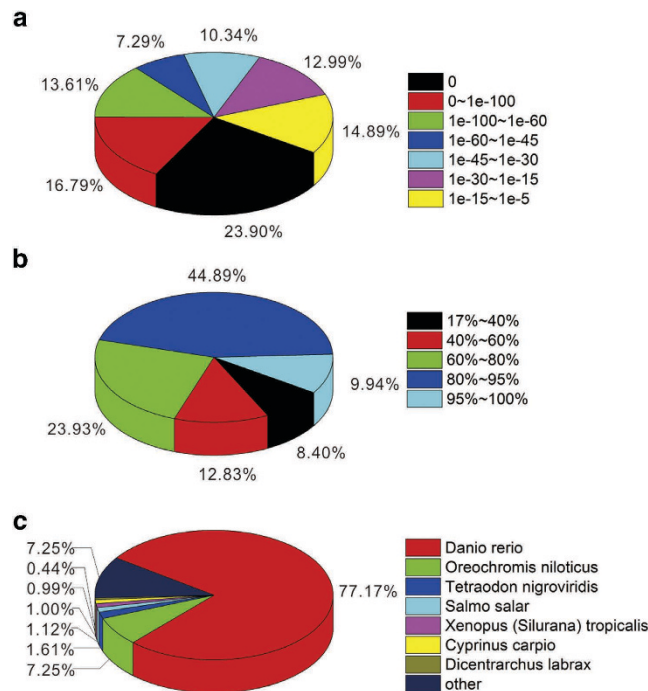 a
10.34%
7.29%
12.99%
13.61%
14.89%
16.79%
23.90%
0
0~1e-100
1e-100~1e-60
1e-60~1e-45
1e-45~1e-30
1e-30~1e-15
1e-15~1e-5
b
44.89%
9.94%
23.93%
8.40%
12.83%
17%~40%
40%~60%
60%~80%
80%~95%
95%~100%
c
7.25%
0.44%
0.99%
1.00%
1.12%
1.61%
7.25%
77.17%
Danio rerio
Oreochromis niloticus
Tetraodon nigroviridis
Salmo salar
Xenopus (Silurana) tropicalis
Cyprinus carpio
Dicentrarchus labrax
other